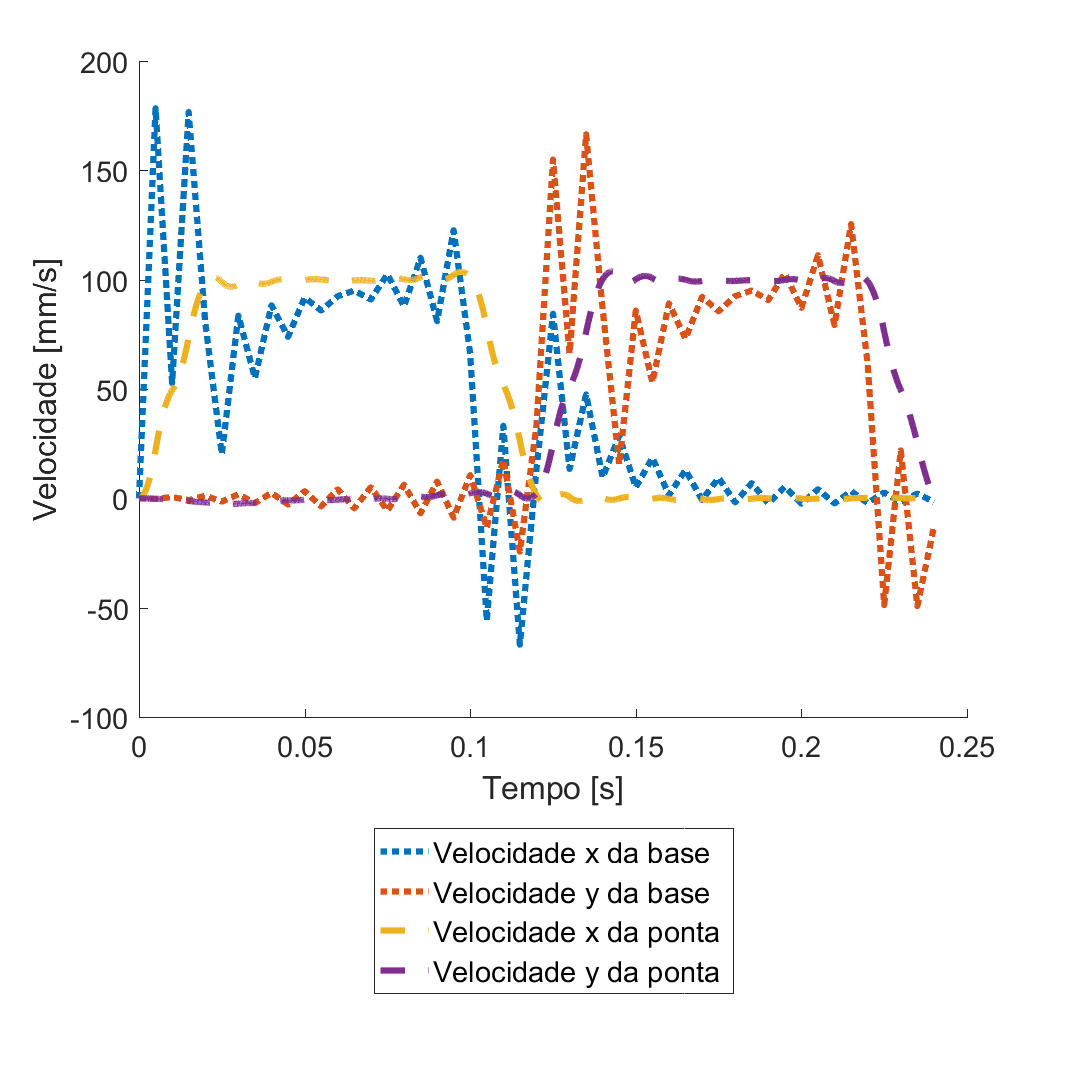 200
150
100
50
0
-50
-100
Velocidade [mm/s]
0 0.05 0.1 0.15 0.2 0.25
Tempo [s]
Velocidade x da base
Velocidade y da base
Velocidade x da ponta
Velocidade y da ponta